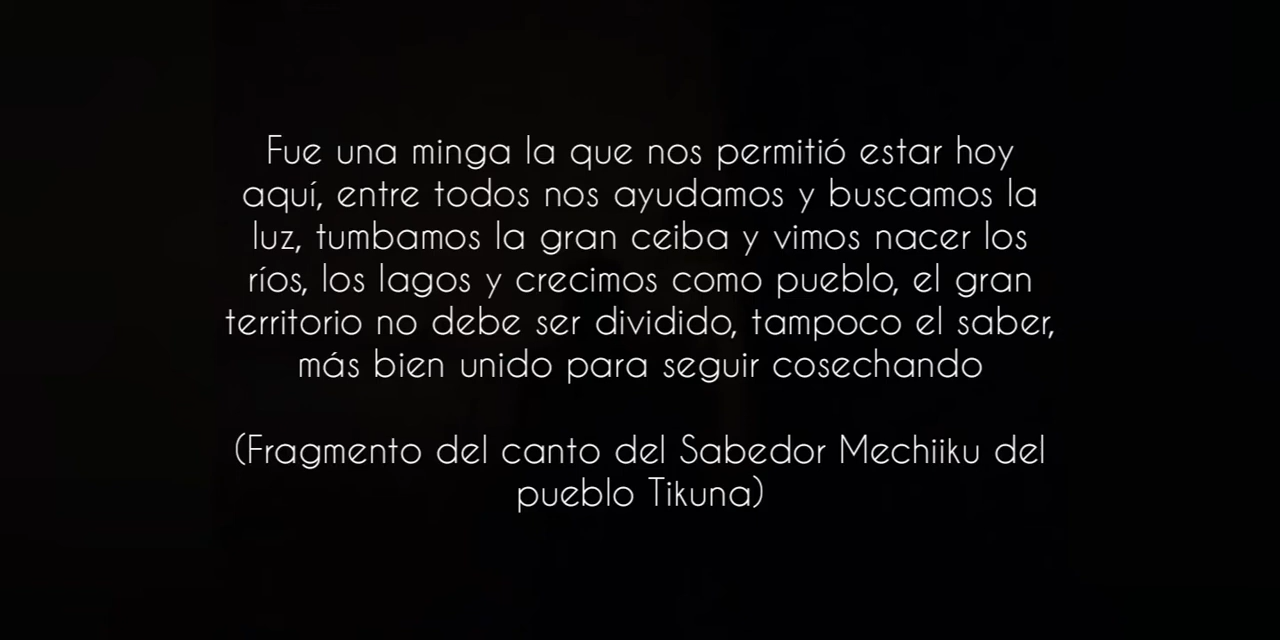 Fue una minga la que nos permitió estar hoy
aquí, entre todos nos ayudamos y buscamos la
luz, tumbamos la gran ceiba y vimos nacer los
ríos, los lagos y crecimos como pueblo, el gran
territorio no debe ser dividido, tampoco el saber,
más bien unido para seguir cosechando
(Fragmento del canto del Sabedor Mechiiku del
pueblo Tikuna)